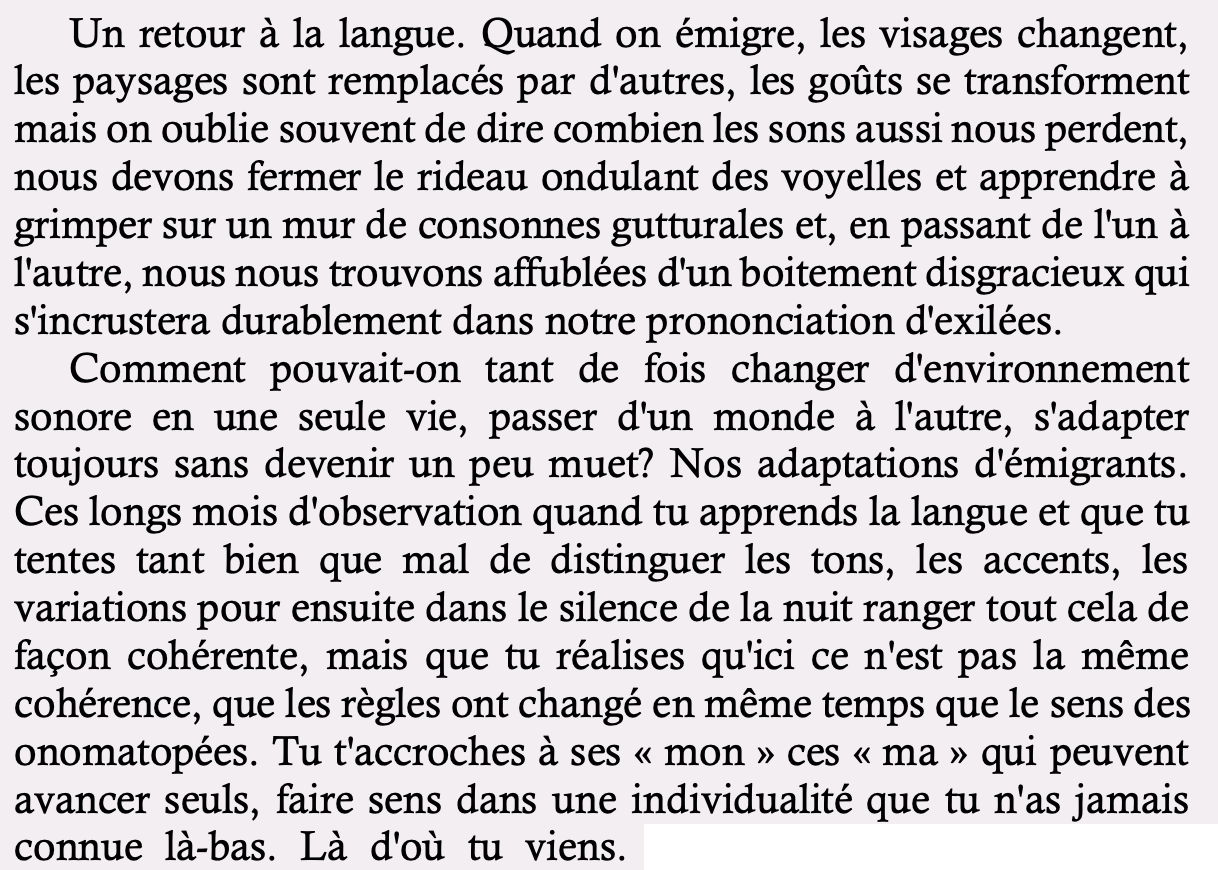 Un retour à la langue. Quand on émigre, les visages changent,
les paysages sont remplacés par d'autres, les goûts se transforment
mais on oublie souvent de dire combien les sons aussi nous perdent,
nous devons fermer le rideau ondulant des voyelles et apprendre à
grimper sur un mur de consonnes gutturales et, en passant de l'un à
l'autre, nous nous trouvons affublées d'un boitement disgracieux qui
s'incrustera durablement dans notre prononciation d'exilées.
Comment pouvait-on tant de fois changer d'environnement
sonore en une seule vie, passer d'un monde à l'autre, s'adapter
toujours sans devenir un peu muet? Nos adaptations d'émigrants.
Ces longs mois d'observation quand tu apprends la langue et que tu
tentes tant bien que mal de distinguer les tons, les accents, les
variations pour ensuite dans le silence de la nuit ranger tout cela de
façon cohérente, mais que tu réalises qu'ici ce n'est pas la même
cohérence, que les règles ont changé en même temps que le sens des
onomatopées. Tu t'accroches à ses « mon » ces « ma » qui peuvent
avancer seuls, faire sens dans une individualité que tu n'as jamais
connue là-bas. Là d'où tu viens.